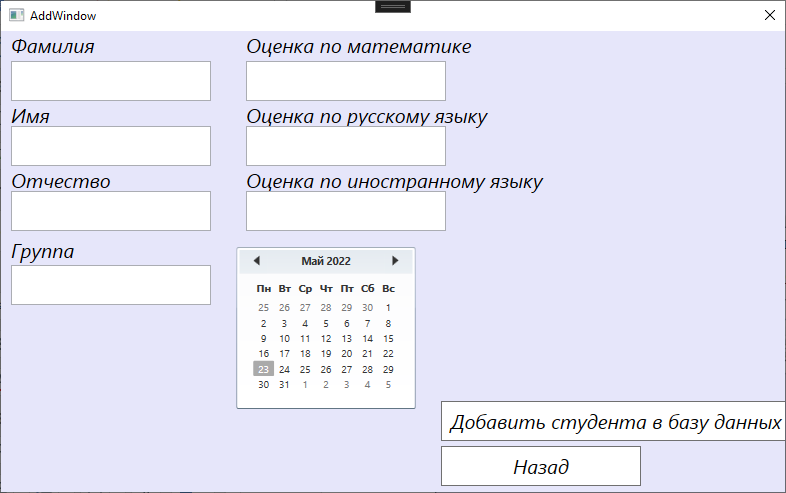 AddWindow
Фамилия
Оценка по математике
Имя
Оценка по русскому языку
Отчество
Оценка по иностранному языку
Группа
Май 2022
Пн Вт Ср Чт Пт Сб Вс
25 26 27 28 29 30 1
2 3 4 5 6 7 8
9 10 11 12 13 14 15
16 17 18 19 20 21 22
23 24 25 26 27 28 29
30 31 1 2 3 4 5
Добавить студента в базу данных
Назад